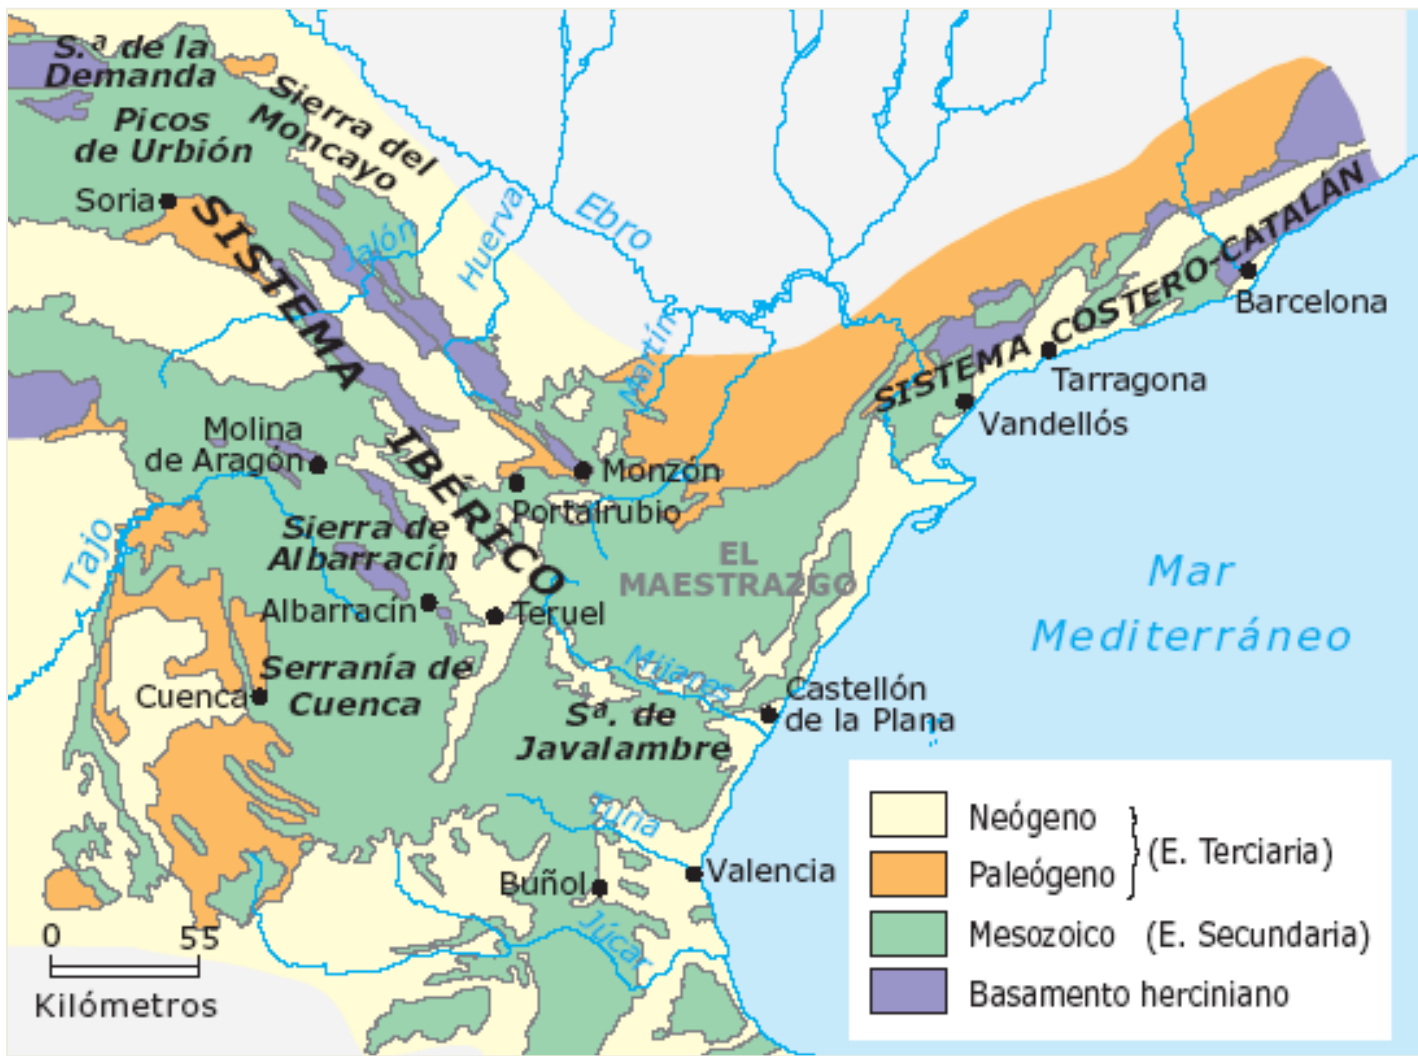 S.ª de la
Demanda
Picos
de Urbión
Sierra del
Moncayo
Soria
SISTEMA
IBÉRICO
Jalón
Huerva
Ebro
Martín
SISTEMA COSTERO-CATALÁN
Barcelona
Tarragona
Vandellós
Molina
de Aragón
Monzón
Portalrubio
Tajo
Sierra de
Albarracín
Albarracín
Teruel
EL
MAESTRAZGO
Mar
Mediterráneo
Serranía de
Cuenca
Cuenca
Mijares
Castellón
de la Plana
Sª. de
Javalambre
Turia
Valencia
Buñol
Júcar
0 55
Kilómetros
Neógeno
Paleógeno
(E. Terciaria)
Mesozoico (E. Secundaria)
Basamento herciniano